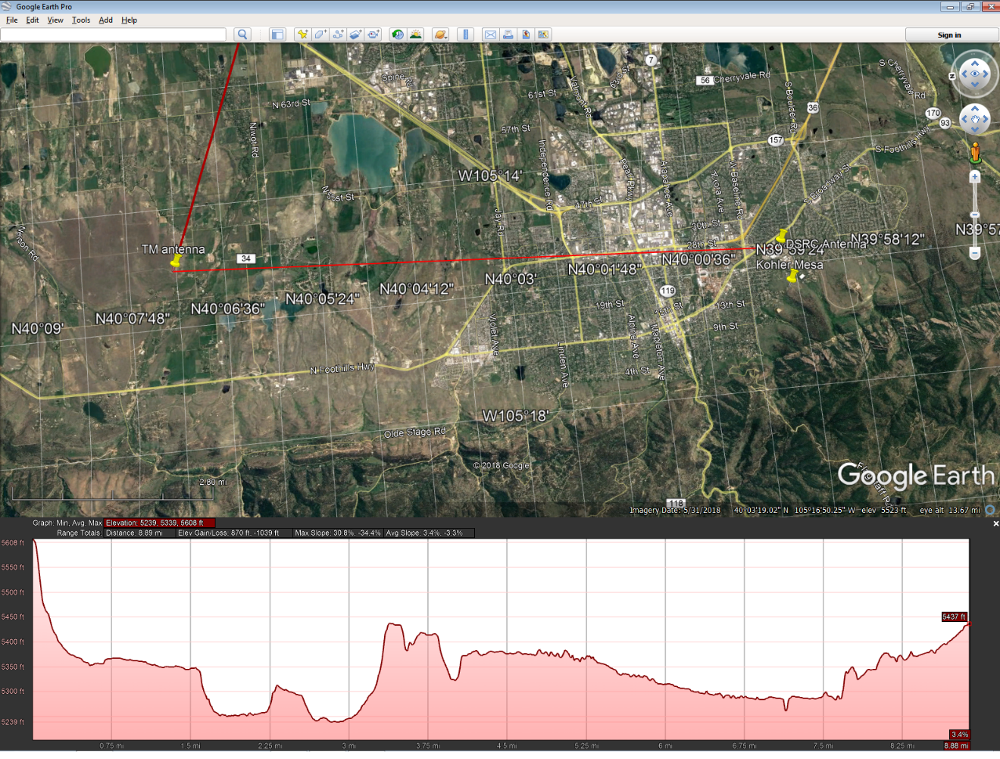 Google Earth Pro
File Edit View Tools Add Help
Sign in
7
56 Cherryvale Rd
S Cherryvale Rd
Spine Rd
63rd St
61st St
Valmont Rd
S Boulder Rd
N 63rd St
36
170
93
57th St
Niwot Rd
157
S Foothills Hwy
Independence Rd
W105°14'
Pearl Pkwy
Arapahoe Ave
W Baseline Rd
S Broadway St
N 51st St
47th St
Jay Rd
30th St
N39°57
TM antenna
28th St
DSRC Antenna
N39°58'12"
N39°59'24"
Kohler Mesa
34
N40°00'36"
N40°01'48"
N40°03'
N40°04'12"
N40°05'24"
N40°06'36"
N40°07'48"
N40°09'
119
19th St
15th St
13th St
9th St
Violet Ave
Alpine Ave
Mapleton Ave
Linden Ave
4th St
N Foothills Hwy
W105°18'
Olde Stage Rd
© 2018 Google
Flagstaff Rd
Google Earth
2.80 mi
118
Imagery Date: 5/31/2018 40°03'19.02" N 105°16'50.25" W elev 5523 ft eye alt 13.67 mi
Graph: Min, Avg, Max Elevation: 5239, 5339, 5608 ft
Range Totals: Distance: 8.89 mi Elev Gain/Loss: 870 ft, -1039 ft Max Slope: 30.8%, -34.4% Avg Slope: 3.4%, -3.3%
5608 ft
5550 ft
5500 ft
5450 ft
5437 ft
5400 ft
5350 ft
5300 ft
5239 ft
3.4%
0.75 mi 1.5 mi 2.25 mi 3 mi 3.75 mi 4.5 mi 5.25 mi 6 mi 6.75 mi 7.5 mi 8.25 mi 8.88 mi